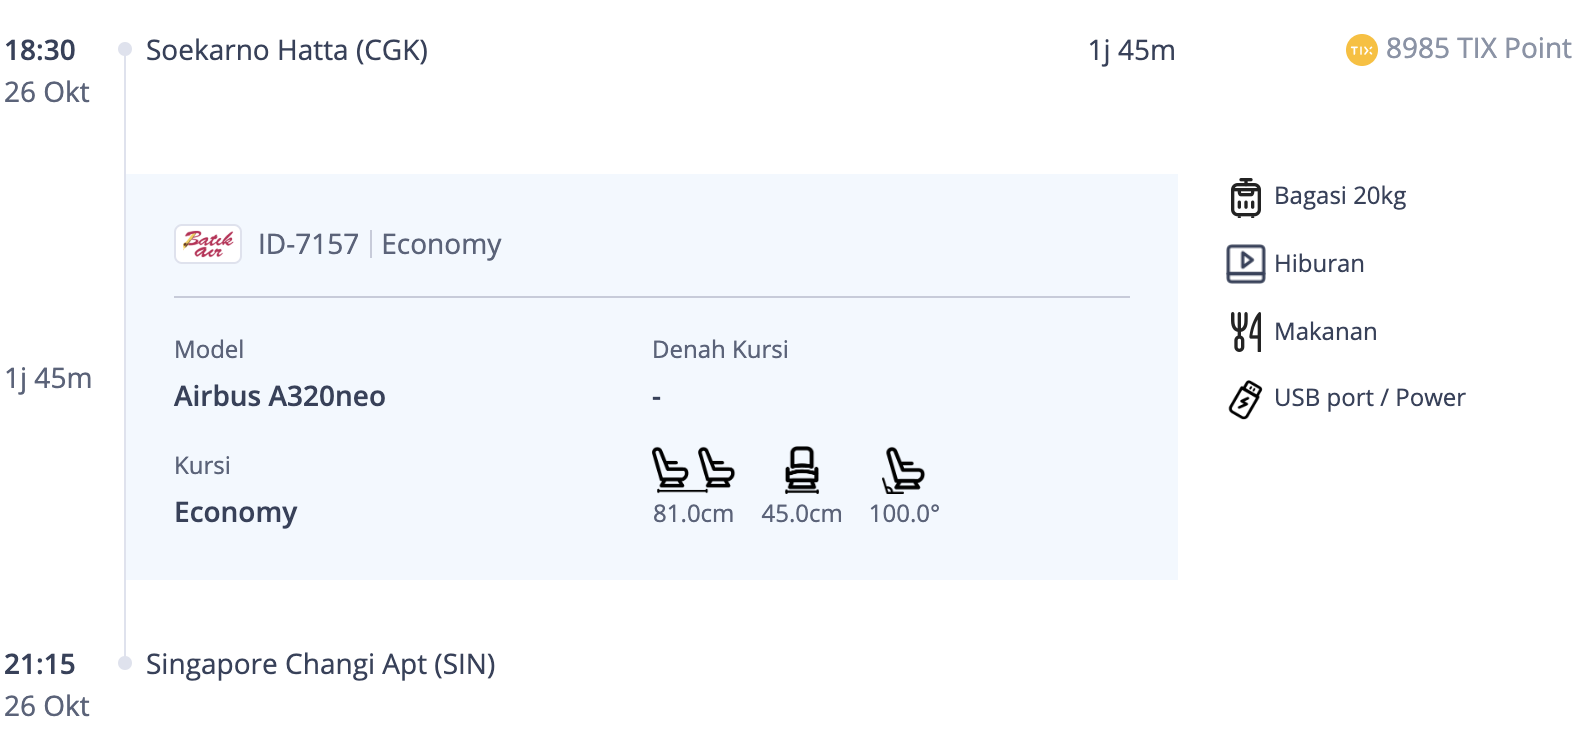 18:30
26 Okt
Soekarno Hatta (CGK)
1j 45m
TIX 8985 TIX Point
Batik
air
ID-7157 | Economy
Model
Airbus A320neo
Denah Kursi
-
Kursi
Economy
81.0cm 45.0cm 100.0°
1j 45m
Bagasi 20kg
Hiburan
Makanan
USB port / Power
21:15
26 Okt
Singapore Changi Apt (SIN)